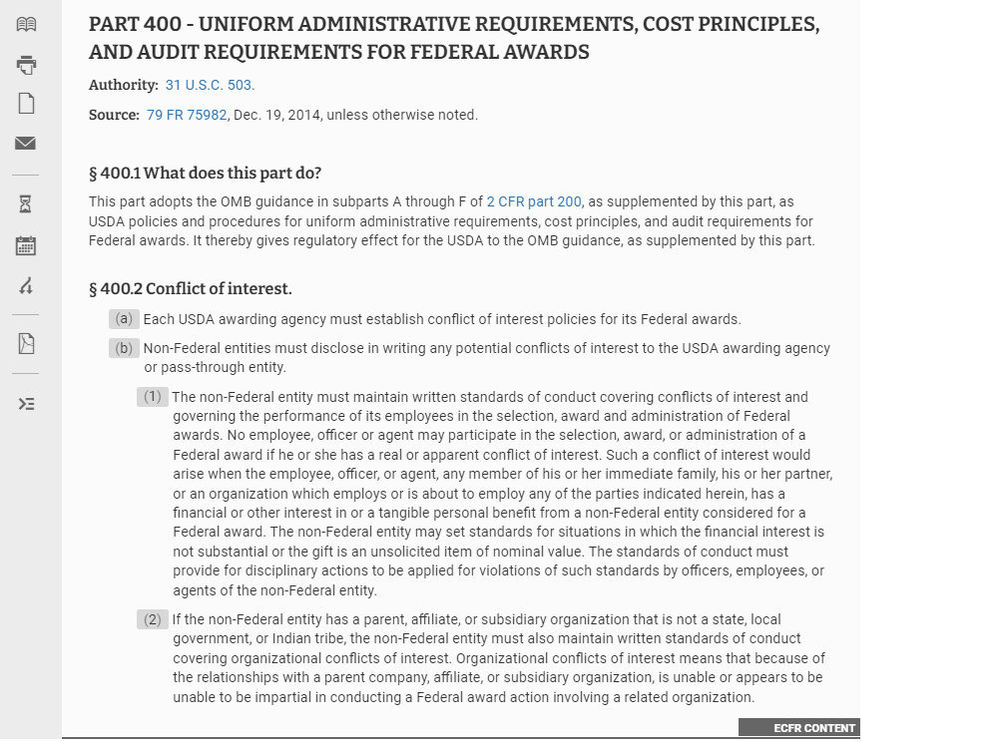 PART 400 - UNIFORM ADMINISTRATIVE REQUIREMENTS, COST PRINCIPLES,
AND AUDIT REQUIREMENTS FOR FEDERAL AWARDS
Authority: 31 U.S.C. 503.
Source: 79 FR 75982, Dec. 19, 2014, unless otherwise noted.
§ 400.1 What does this part do?
This part adopts the OMB guidance in subparts A through F of 2 CFR part 200, as supplemented by this part, as
USDA policies and procedures for uniform administrative requirements, cost principles, and audit requirements for
Federal awards. It thereby gives regulatory effect for the USDA to the OMB guidance, as supplemented by this part.
§ 400.2 Conflict of interest.
(a) Each USDA awarding agency must establish conflict of interest policies for its Federal awards.
(b) Non-Federal entities must disclose in writing any potential conflicts of interest to the USDA awarding agency
or pass-through entity.
(1) The non-Federal entity must maintain written standards of conduct covering conflicts of interest and
governing the performance of its employees in the selection, award and administration of Federal
awards. No employee, officer or agent may participate in the selection, award, or administration of a
Federal award if he or she has a real or apparent conflict of interest. Such a conflict of interest would
arise when the employee, officer, or agent, any member of his or her immediate family, his or her partner,
or an organization which employs or is about to employ any of the parties indicated herein, has a
financial or other interest in or a tangible personal benefit from a non-Federal entity considered for a
Federal award. The non-Federal entity may set standards for situations in which the financial interest is
not substantial or the gift is an unsolicited item of nominal value. The standards of conduct must
provide for disciplinary actions to be applied for violations of such standards by officers, employees, or
agents of the non-Federal entity.
(2) If the non-Federal entity has a parent, affiliate, or subsidiary organization that is not a state, local
government, or Indian tribe, the non-Federal entity must also maintain written standards of conduct
covering organizational conflicts of interest. Organizational conflicts of interest means that because of
the relationships with a parent company, affiliate, or subsidiary organization, is unable or appears to be
unable to be impartial in conducting a Federal award action involving a related organization.
ECFR CONTENT